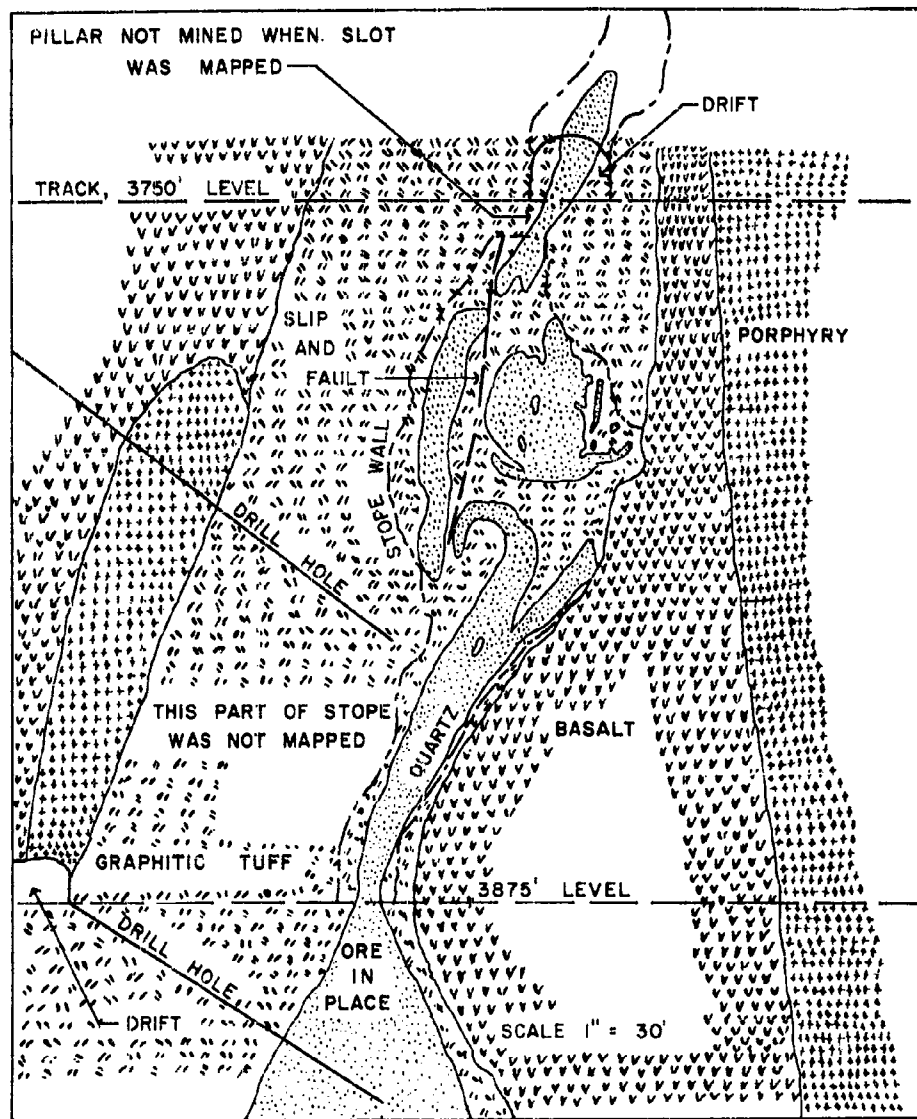 PILLAR NOT MINED WHEN. SLOT
WAS MAPPED
DRIFT
TRACK, 3750' LEVEL
SLIP
AND
FAULT
PORPHYRY
STOPE WALL
DRILL HOLE
THIS PART OF STOPE
WAS NOT MAPPED
QUARTZ
BASALT
GRAPHITIC TUFF
3875' LEVEL
DRILL HOLE
ORE
IN
PLACE
DRIFT
SCALE 1" = 30'